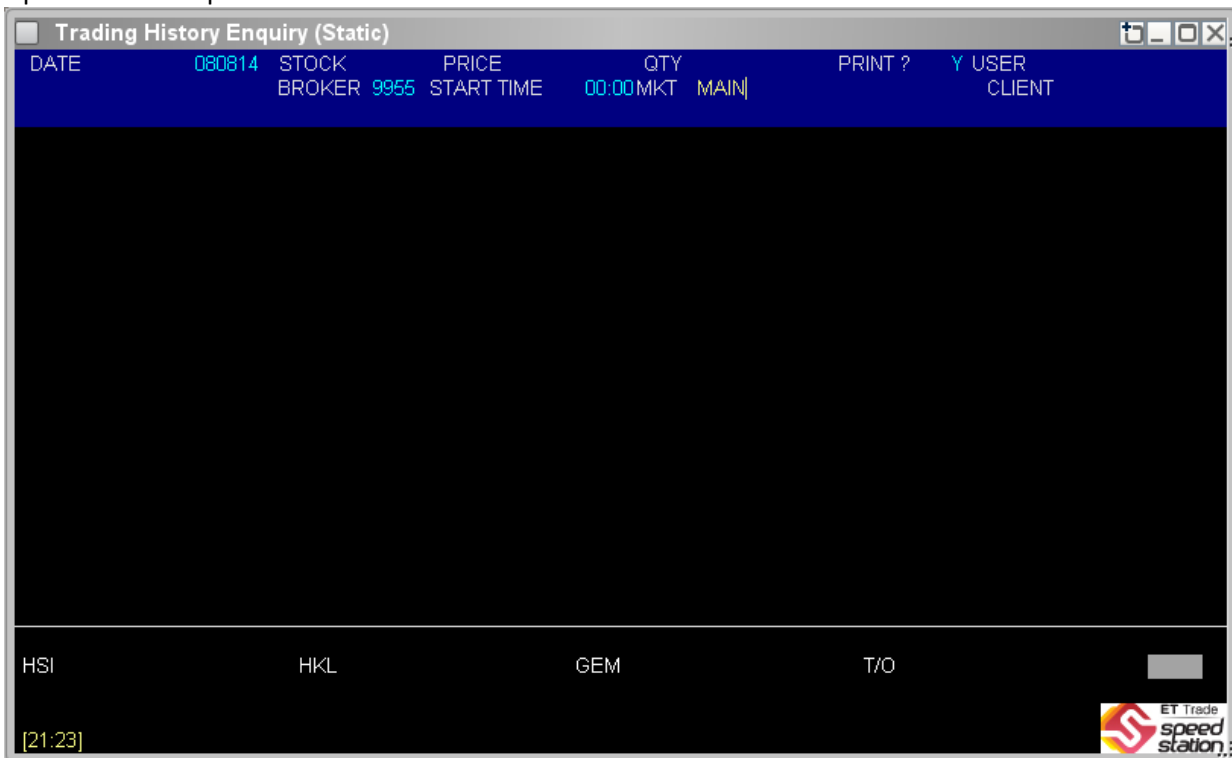 Trading History Enquiry (Static)
DATE 080814 STOCK PRICE QTY PRINT ? Y USER
BROKER 9955 START TIME 00:00 MKT MAIN
CLIENT
HSI HKL GEM T/O
[21:23]
ET Trade
speed
station